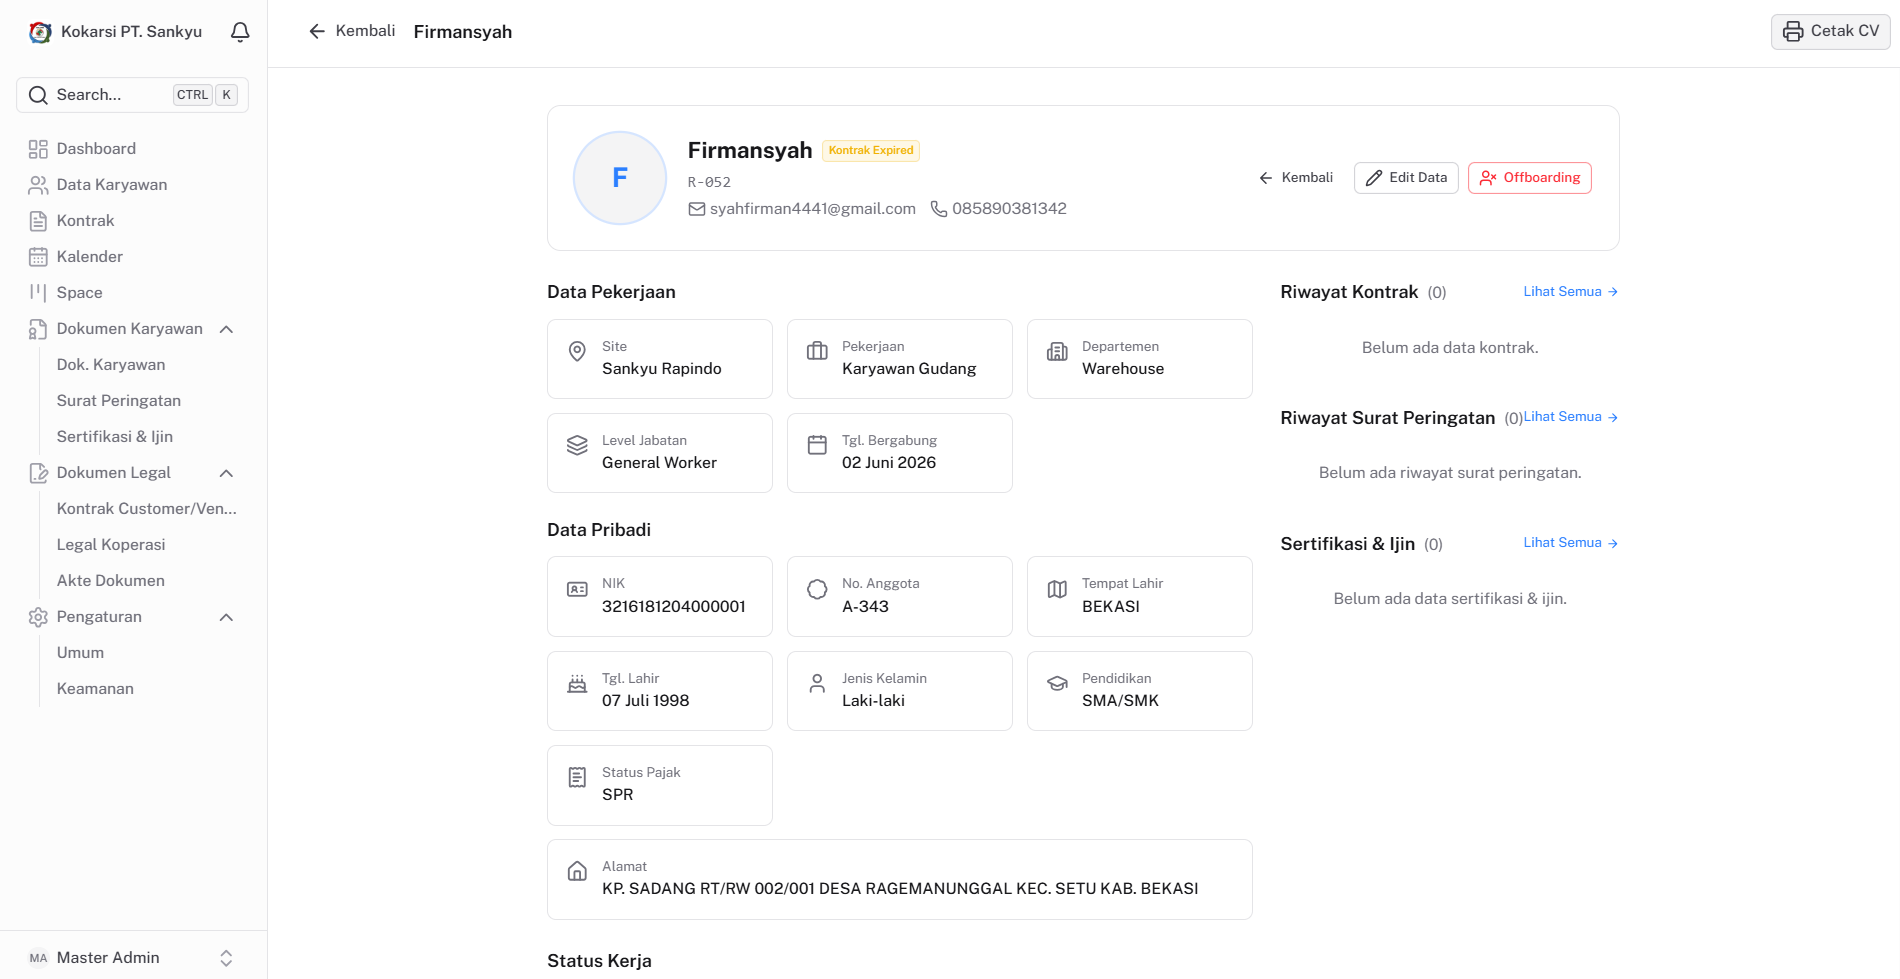 Kokarsi PT. Sankyu
Search...
CTRL K
Dashboard
Data Karyawan
Kontrak
Kalender
Space
Dokumen Karyawan
Dok. Karyawan
Surat Peringatan
Sertifikasi & Ijin
Dokumen Legal
Kontrak Customer/Ven...
Legal Koperasi
Akte Dokumen
Pengaturan
Umum
Keamanan
MA Master Admin
Kembali Firmansyah
Cetak CV
F
Firmansyah Kontrak Expired
R-052
syahfirman4441@gmail.com 085890381342
Kembali Edit Data Offboarding
Data Pekerjaan
Site
Sankyu Rapindo
Pekerjaan
Karyawan Gudang
Departemen
Warehouse
Level Jabatan
General Worker
Tgl. Bergabung
02 Juni 2026
Data Pribadi
NIK
3216181204000001
No. Anggota
A-343
Tempat Lahir
BEKASI
Tgl. Lahir
07 Juli 1998
Jenis Kelamin
Laki-laki
Pendidikan
SMA/SMK
Status Pajak
SPR
Alamat
KP. SADANG RT/RW 002/001 DESA RAGEMANUNGGAL KEC. SETU KAB. BEKASI
Status Kerja
Riwayat Kontrak (0) Lihat Semua
Belum ada data kontrak.
Riwayat Surat Peringatan (0) Lihat Semua
Belum ada riwayat surat peringatan.
Sertifikasi & Ijin (0) Lihat Semua
Belum ada data sertifikasi & ijin.